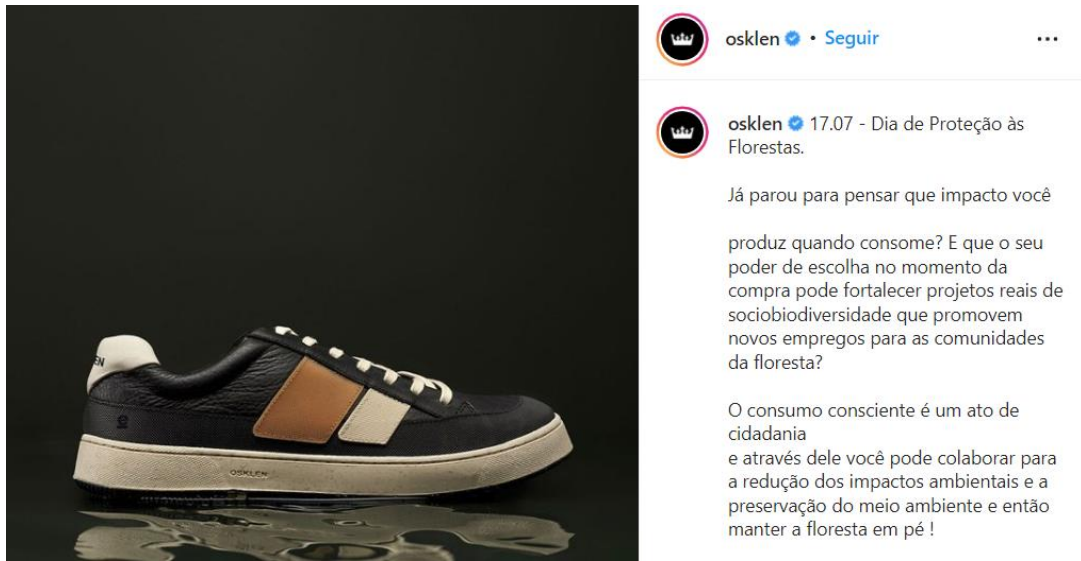 osklen • Seguir
osklen 17.07 - Dia de Proteção às
Florestas.
Já parou para pensar que impacto você
produz quando consome? E que o seu
poder de escolha no momento da
compra pode fortalecer projetos reais de
sociobiodiversidade que promovem
novos empregos para as comunidades
da floresta?
O consumo consciente é um ato de
cidadania
e através dele você pode colaborar para
a redução dos impactos ambientais e a
preservação do meio ambiente e então
manter a floresta em pé !
EN
OSKLEN